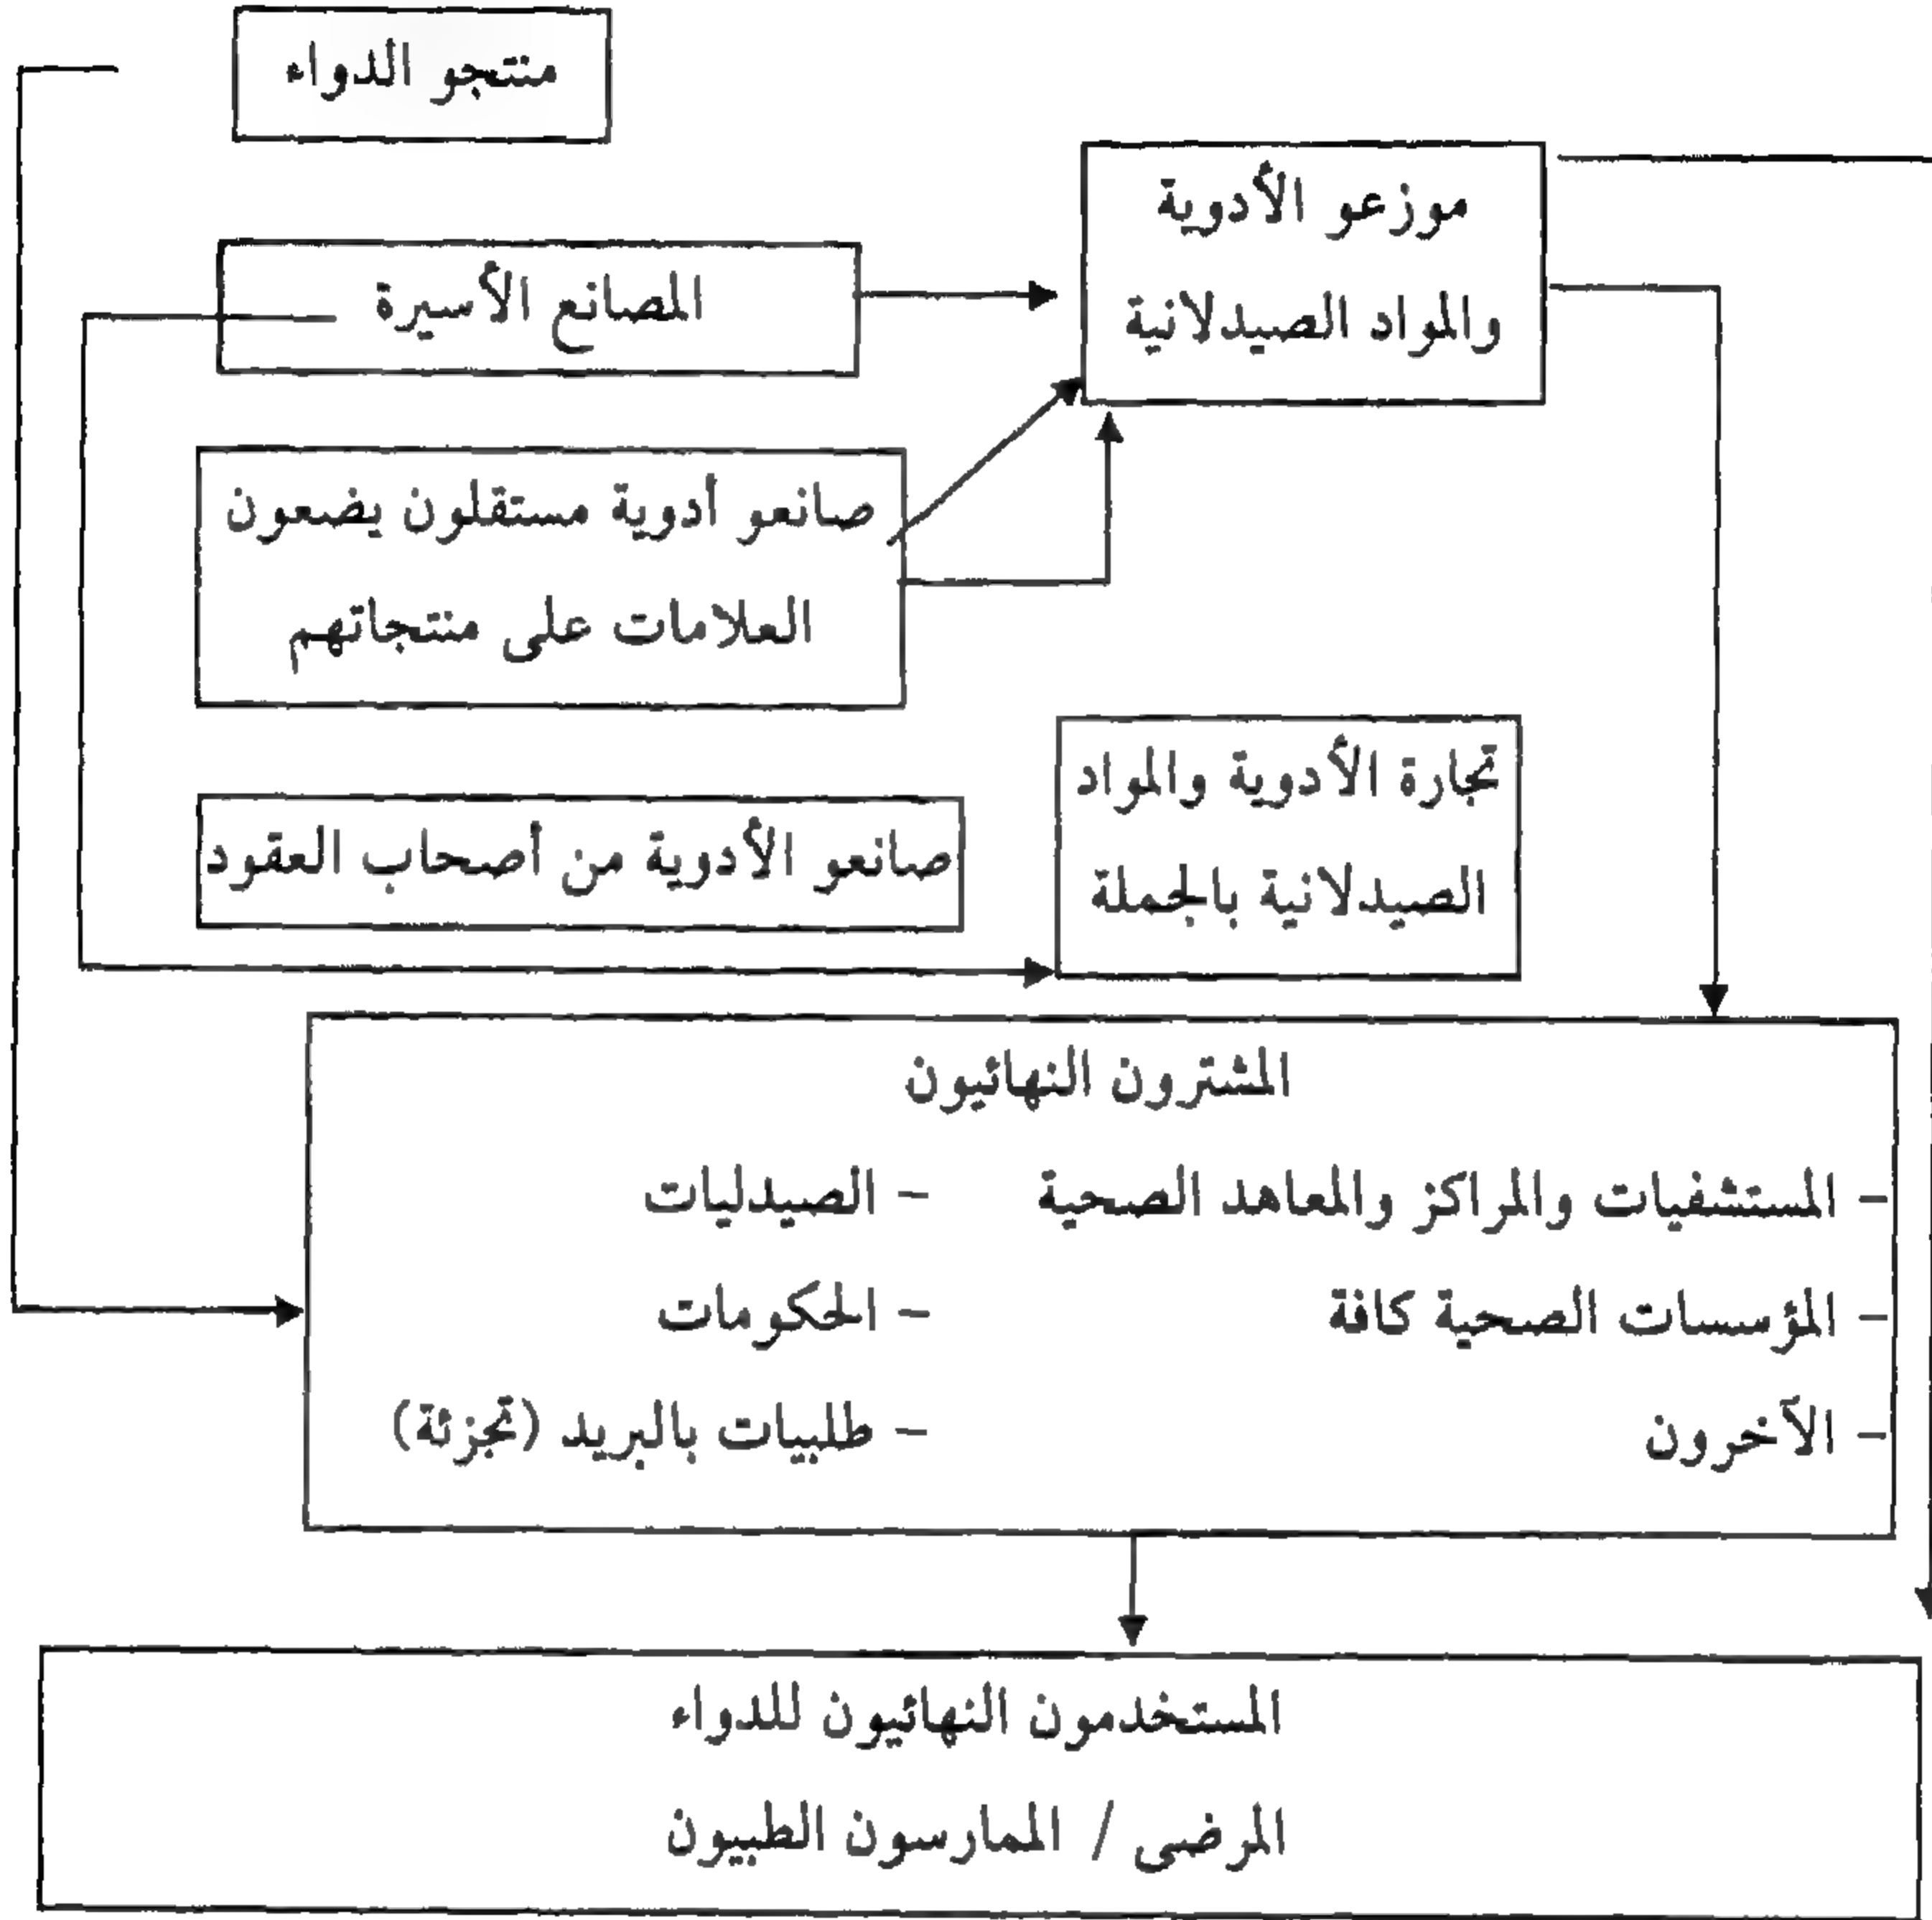 منتجو الدواء
موزعو الأدوية
والمواد الصيدلانية
المصانع الأسيرة
صانعو أدوية مستقلون يضعون
العلامات على منتجاتهم
تجارة الأدوية والمواد
الصيدلانية بالجملة
صانعو الأدوية من أصحاب العقود
المشترون النهائيون
- المستشفيات والمراكز والمعاهد الصحية - الصيدليات
- المؤسسات الصحية كافة - الحكومات
- الآخرون - طلبيات بالبريد (تجزئة)
المستخدمون النهائيون للدواء
المرضى / الممارسون الطبيون